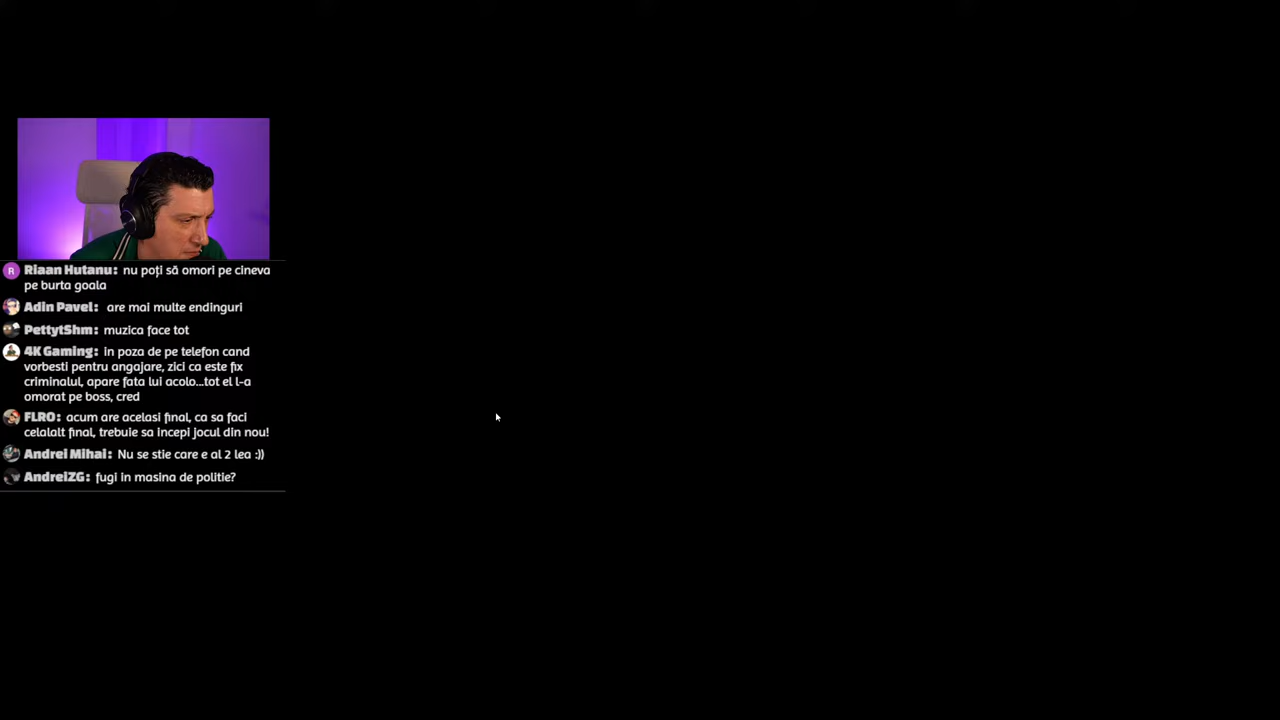 R Riaan Hutanu: nu poți să omori pe cineva
pe burta goala
Adin Pavel: are mai multe endinguri
PettytShm: muzica face tot
4K Gaming: in poza de pe telefon cand
vorbesti pentru angajare, zici ca este fix
criminalul, apare fata lui acolo...tot el l-a
omorat pe boss, cred
FLRO: acum are acelasi final, ca sa faci
celalalt final, trebuie sa incepi jocul din nou!
Andrei Mihai: Nu se stie care e al 2 lea :))
AndreiZG: fugi in masina de politie?